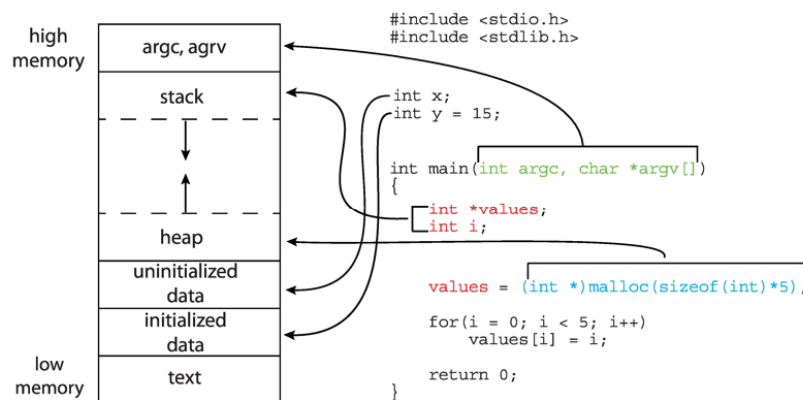 high
memory
argc, agrv
stack
heap
uninitialized
data
initialized
data
text
low
memory
#include <stdio.h>
#include <stdlib.h>
int x;
int y = 15;
int main(int argc, char *argv[])
{
int *values;
int i;
values = (int *)malloc(sizeof(int)*5);
for(i = 0; i < 5; i++)
values[i] = i;
return 0;
}